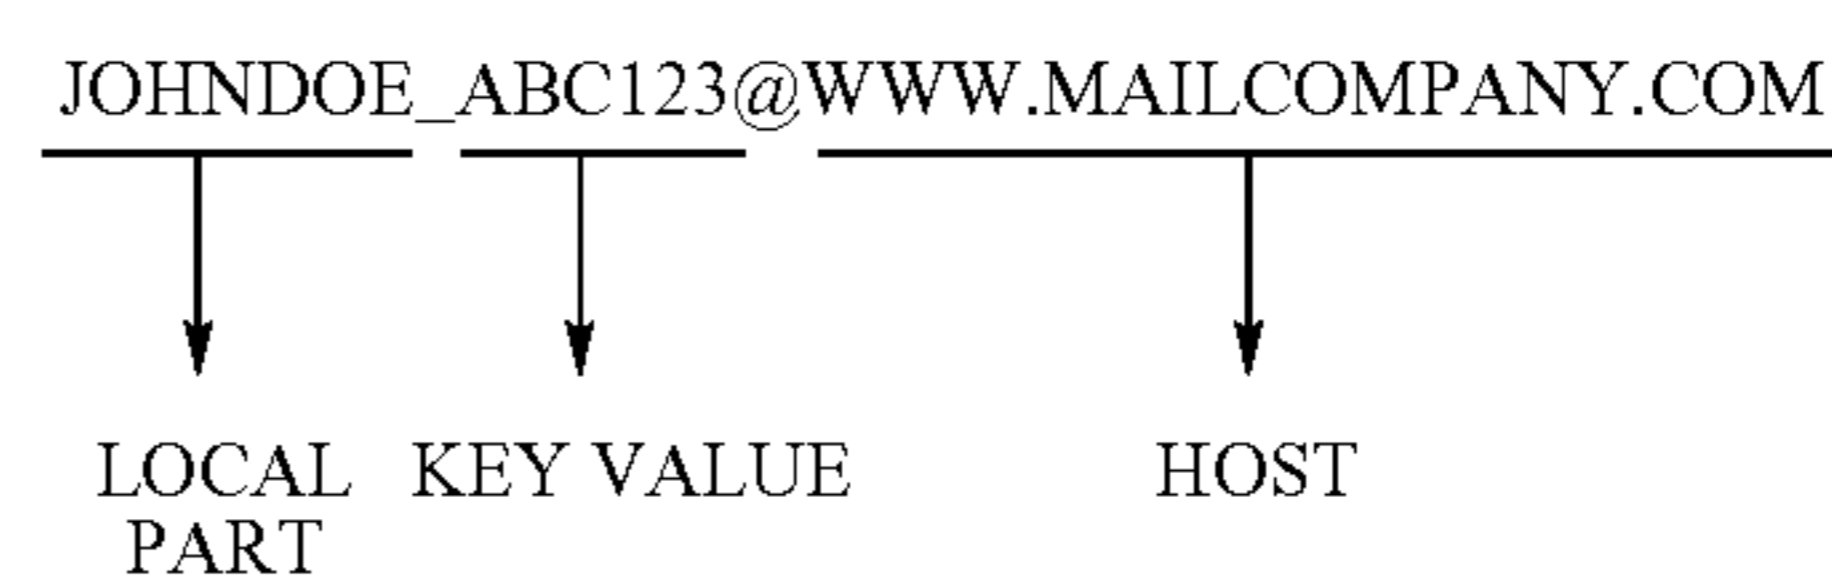 JOHNDOE_ABC123@WWW.MAILCOMPANY.COM
LOCAL PART
KEY VALUE
HOST